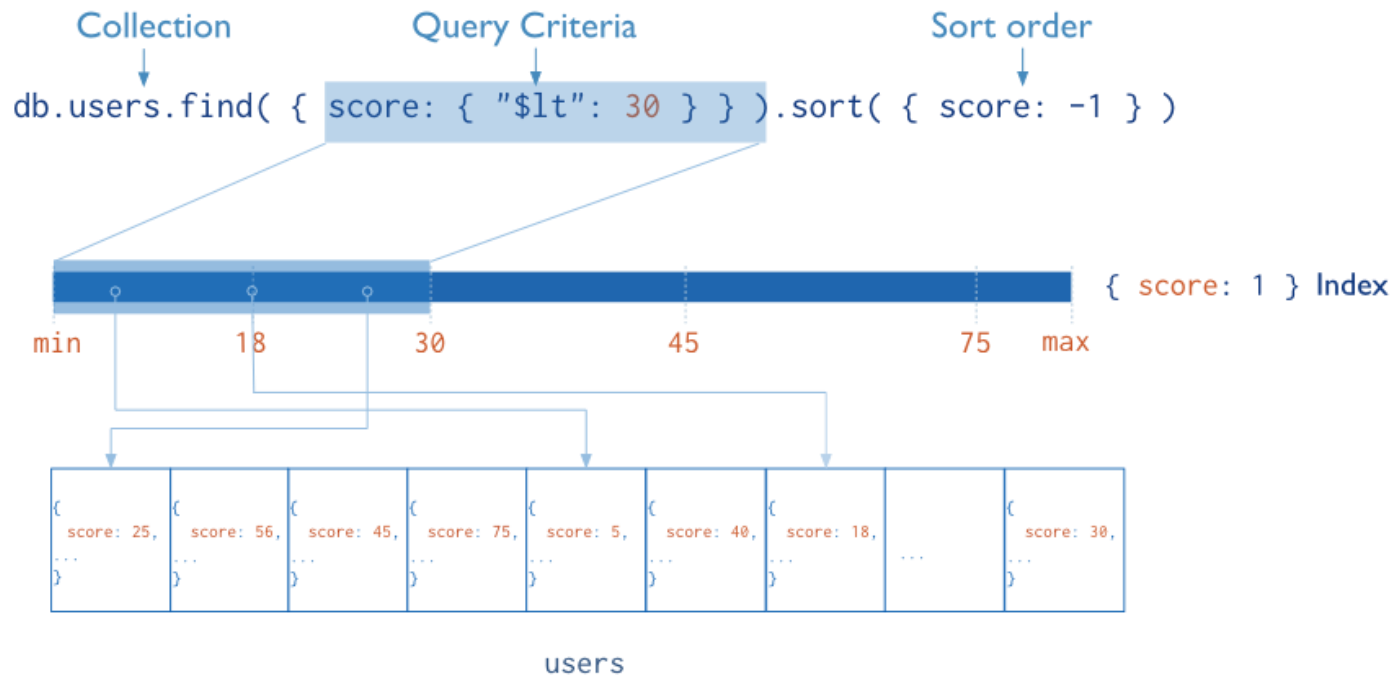 Collection Query Criteria Sort order
db.users.find( { score: { "$lt": 30 } } ).sort( { score: -1 } )
{ score: 1 } Index
min 18 30 45 75 max
{ { { { { { { {
score: 25, score: 56, score: 45, score: 75, score: 5, score: 40, score: 18, score: 30,
... ... ... ... ... ... ... ... ...
} } } } } } } }
users